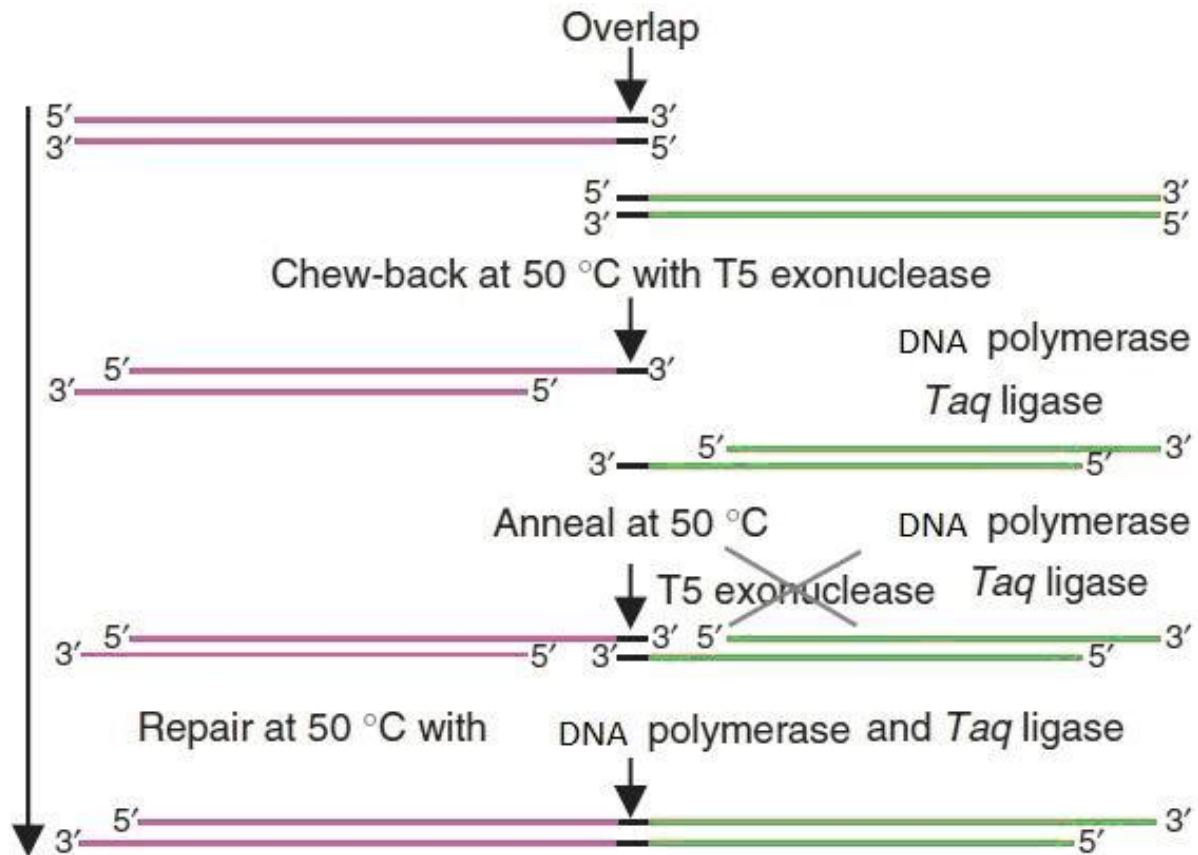 Overlap
5′ 3′
3′ 5′
5′ 3′
3′ 5′
Chew-back at 50 °C with T5 exonuclease
DNA polymerase
5′ 3′
3′ 5′
Taq ligase
5′ 3′
3′ 5′
Anneal at 50 °C DNA polymerase
T5 exonuclease Taq ligase
5′ 3′ 5′ 3′
3′ 5′ 3′ 5′
Repair at 50 °C with DNA polymerase and Taq ligase
5′ 3′
3′ 5′